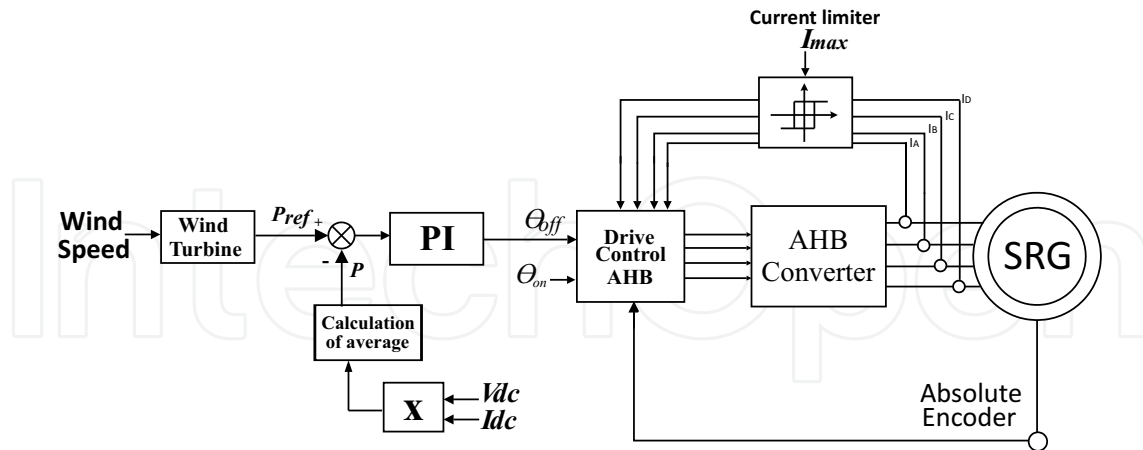 Current limiter
Imax
ID
IC
IB
IA
Wind
Speed
Wind
Turbine
Pref
+
-
P
PI
Θoff
Θon
Drive
Control
AHB
AHB
Converter
SRG
Calculation
of average
X
Vdc
Idc
Absolute
Encoder
IntechOpen